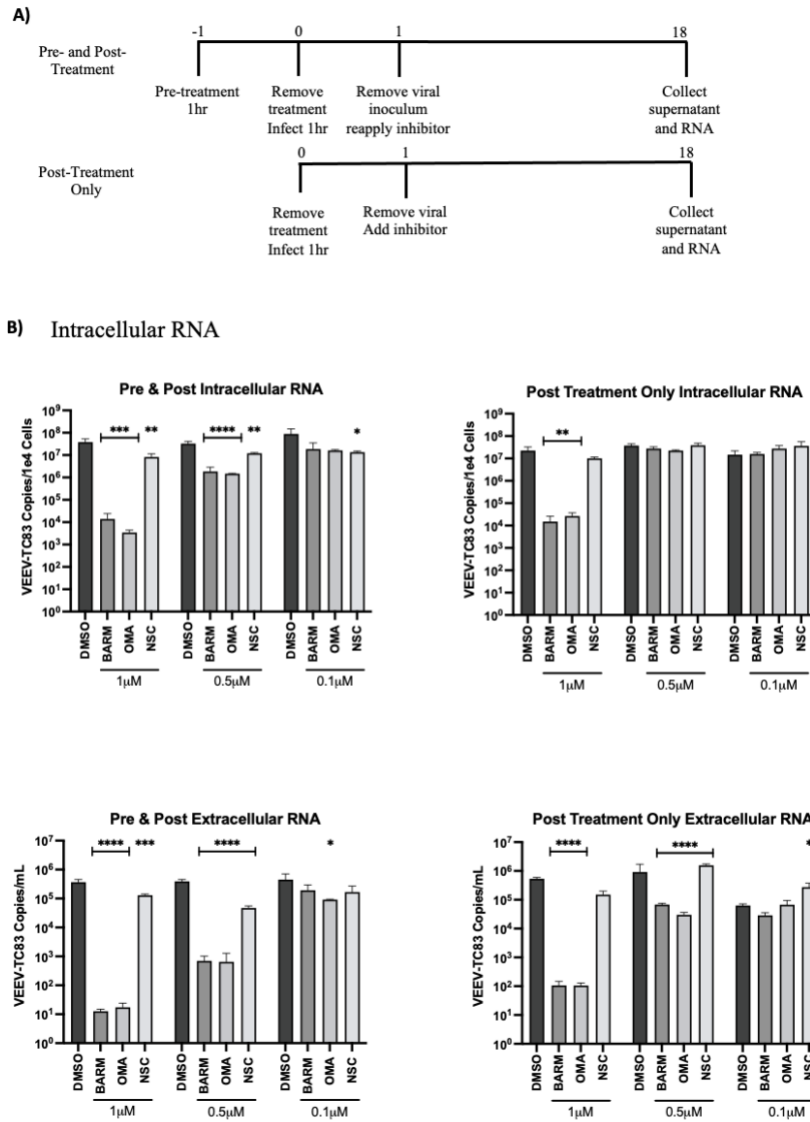 A)
-1 0 1 18
Pre- and Post-
Treatment
Pre-treatment
1hr
Remove
treatment
Infect 1hr
Remove viral
inoculum
reapply inhibitor
Collect
supernatant
and RNA
0 1 18
Post-Treatment
Only
Remove
treatment
Infect 1hr
Remove viral
Add inhibitor
Collect
supernatant
and RNA
B) Intracellular RNA
Pre & Post Intracellular RNA
VEEV-TC83 Copies/1e4 Cells
10⁹
10⁸
10⁷
10⁶
10⁵
10⁴
10³
10²
10¹
10⁰
*** ** **** ** *
DMSO BARM OMA NSC DMSO BARM OMA NSC DMSO BARM OMA NSC
1μM 0.5μM 0.1μM
Post Treatment Only Intracellular RNA
VEEV-TC83 Copies/1e4 Cells
10⁹
10⁸
10⁷
10⁶
10⁵
10⁴
10³
10²
10¹
10⁰
**
DMSO BARM OMA NSC DMSO BARM OMA NSC DMSO BARM OMA NSC
1μM 0.5μM 0.1μM
Pre & Post Extracellular RNA
VEEV-TC83 Copies/mL
10⁷
10⁶
10⁵
10⁴
10³
10²
10¹
10⁰
**** *** **** *
DMSO BARM OMA NSC DMSO BARM OMA NSC DMSO BARM OMA NSC
1μM 0.5μM 0.1μM
Post Treatment Only Extracellular RNA
VEEV-TC83 Copies/mL
10⁷
10⁶
10⁵
10⁴
10³
10²
10¹
10⁰
**** **** *
DMSO BARM OMA NSC DMSO BARM OMA NSC DMSO BARM OMA NSC
1μM 0.5μM 0.1μM